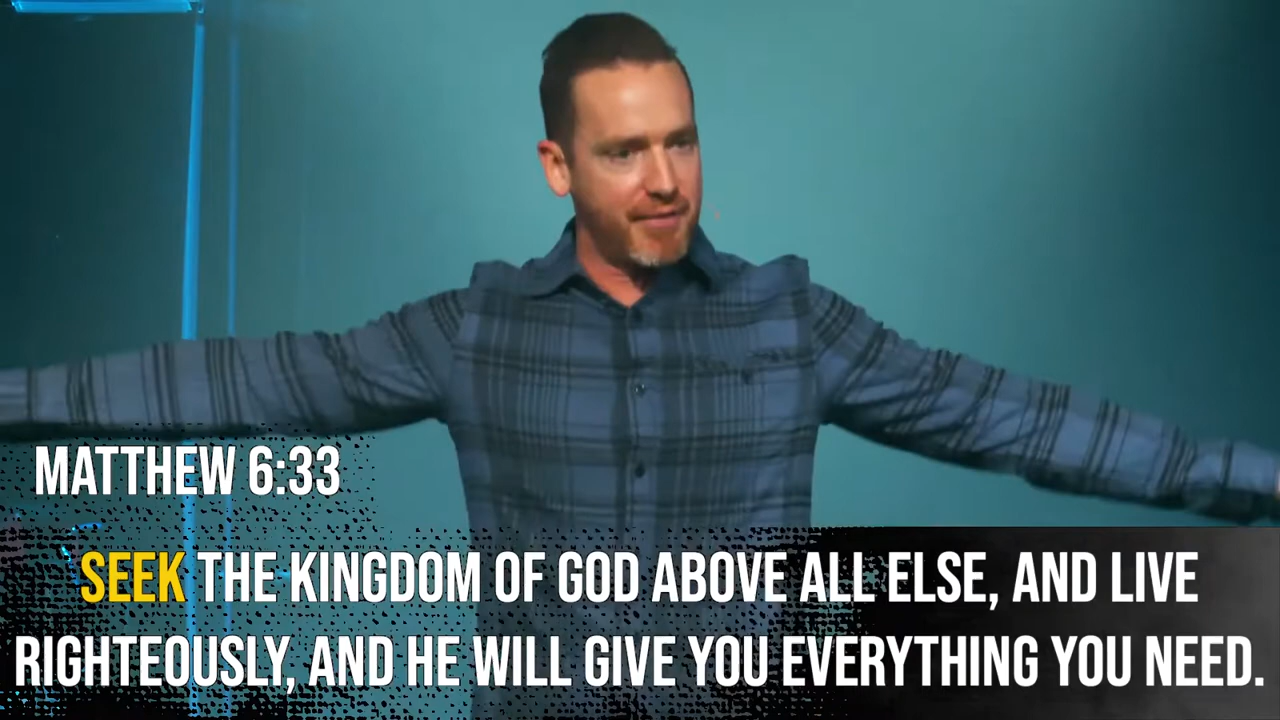 MATTHEW 6:33
SEEK THE KINGDOM OF GOD ABOVE ALL ELSE, AND LIVE
RIGHTEOUSLY, AND HE WILL GIVE YOU EVERYTHING YOU NEED.